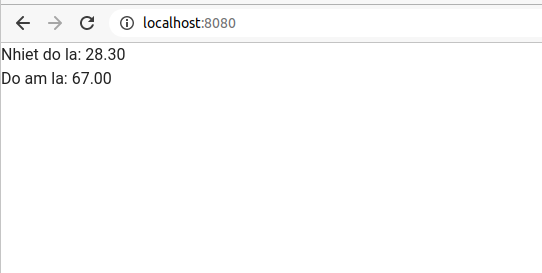 localhost:8080
Nhiet do la: 28.30
Do am la: 67.00